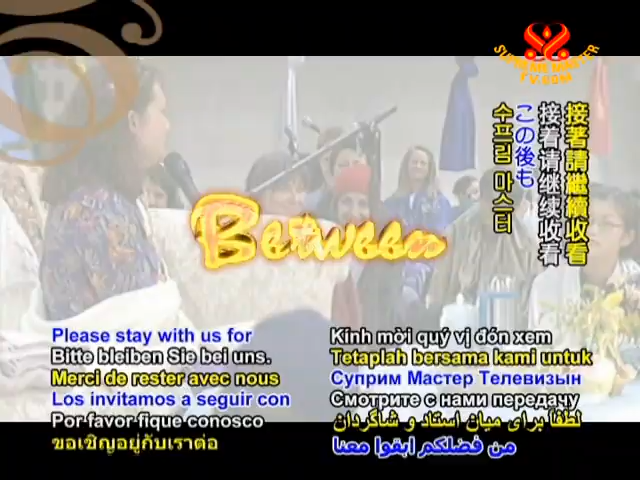 SUPREME MASTER
TV.COM
接著請繼續收看
接着请继续收看
この後も
수프림 마스터
Between
Please stay with us for
Bitte bleiben Sie bei uns.
Merci de rester avec nous
Los invitamos a seguir con
Por favor fique conosco
ขอเชิญอยู่กับเราต่อ
Kính mời quý vị đón xem
Tetaplah bersama kami untuk
Суприм Мастер Телевизын
Смотрите с нами передачу
لطفا برای میان استاد و شاگردان
من فضلكم ابقوا معنا